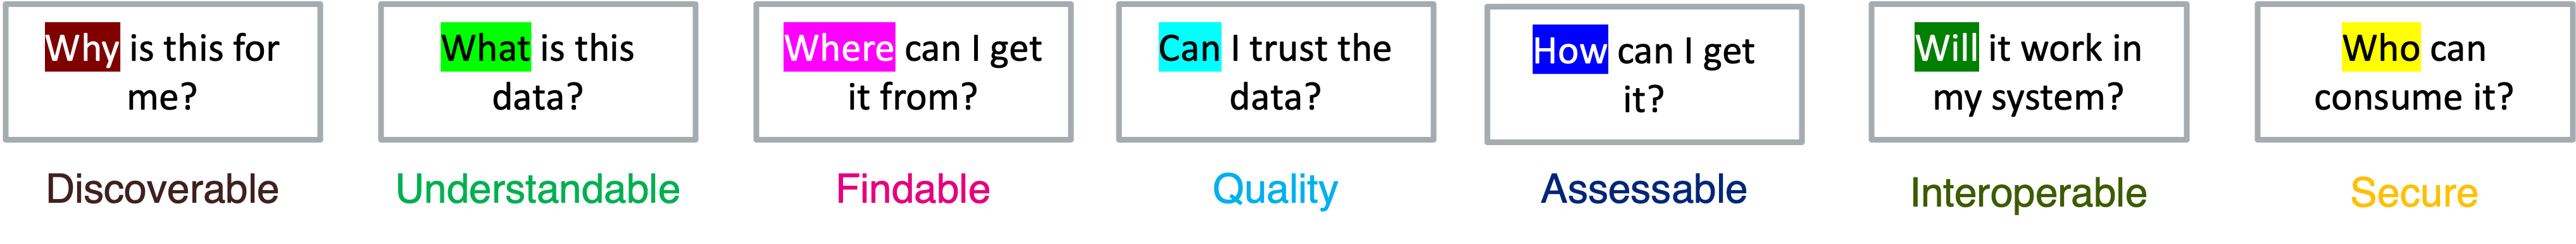 Why is this for
me?
Discoverable
What is this
data?
Understandable
Where can I get
it from?
Findable
Can I trust the
data?
Quality
How can I get
it?
Assessable
Will it work in
my system?
Interoperable
Who can
consume it?
Secure